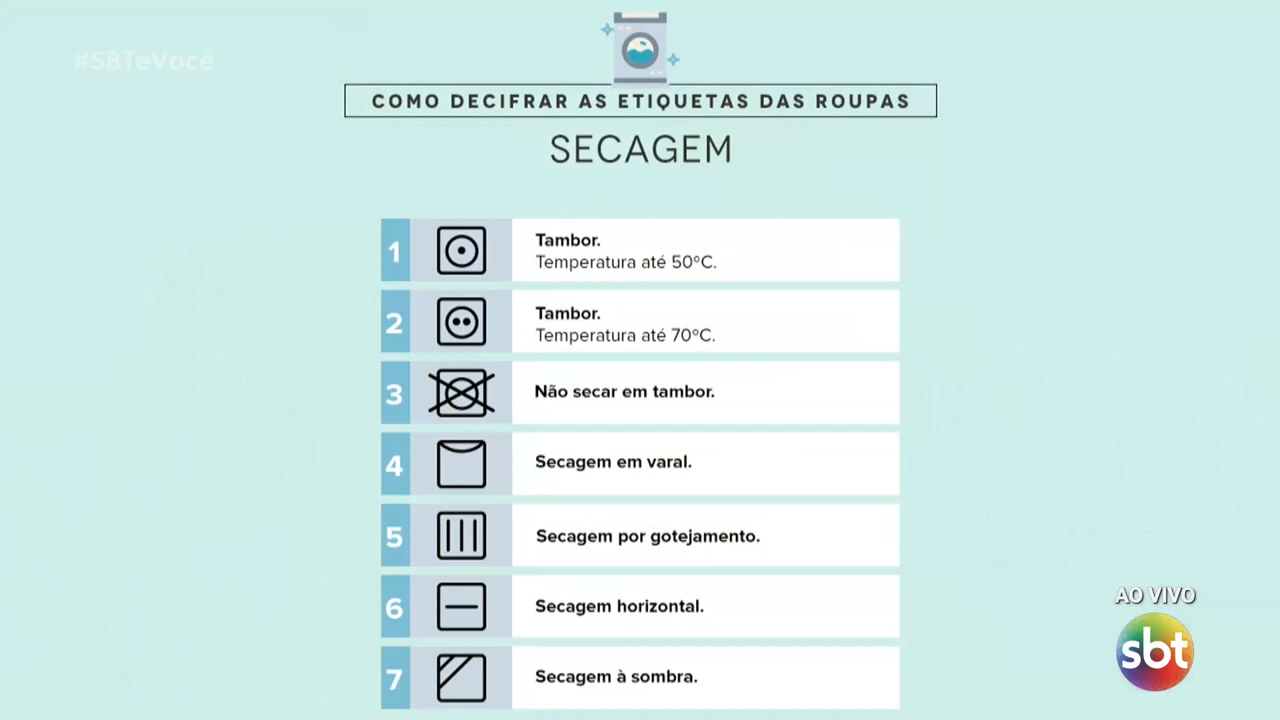 #SBTeVocê
COMO DECIFRAR AS ETIQUETAS DAS ROUPAS
SECAGEM
1
Tambor.
Temperatura até 50ºC.
2
Tambor.
Temperatura até 70ºC.
3
Não secar em tambor.
4
Secagem em varal.
5
Secagem por gotejamento.
6
Secagem horizontal.
7
Secagem à sombra.
AO VIVO
sbt